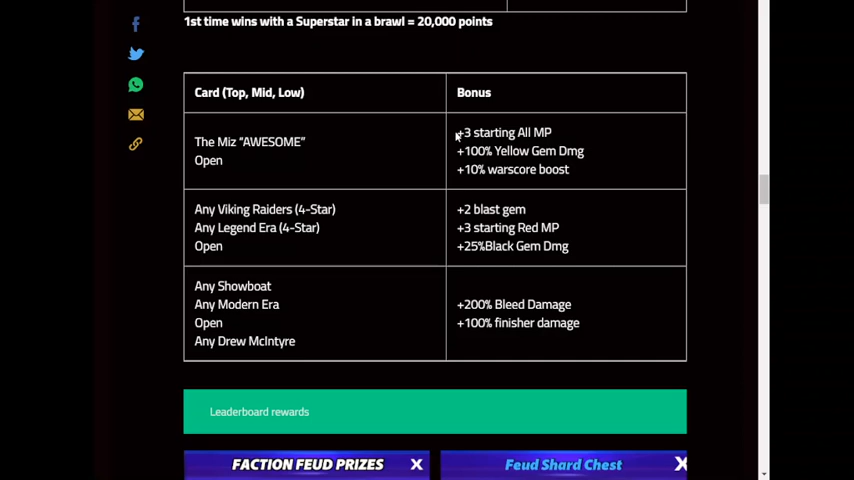 1st time wins with a Superstar in a brawl = 20,000 points
Card (Top, Mid, Low)
Bonus
The Miz “AWESOME”
Open
+3 starting All MP
+100% Yellow Gem Dmg
+10% warscore boost
Any Viking Raiders (4-Star)
Any Legend Era (4-Star)
Open
+2 blast gem
+3 starting Red MP
+25%Black Gem Dmg
Any Showboat
Any Modern Era
Open
Any Drew McIntyre
+200% Bleed Damage
+100% finisher damage
Leaderboard rewards
FACTION FEUD PRIZES X
Feud Shard Chest X